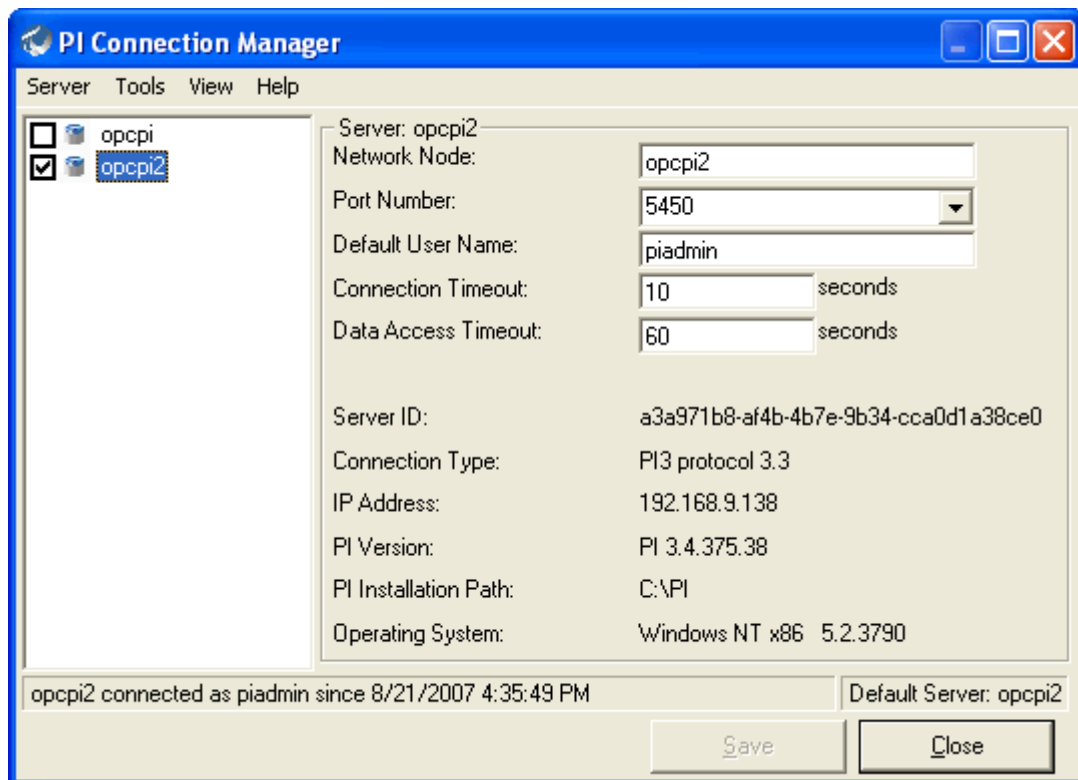 PI Connection Manager
Server Tools View Help
opcpi
opcpi2
Server: opcpi2
Network Node: opcpi2
Port Number: 5450
Default User Name: piadmin
Connection Timeout: 10 seconds
Data Access Timeout: 60 seconds
Server ID: a3a971b8-af4b-4b7e-9b34-cca0d1a38ce0
Connection Type: PI3 protocol 3.3
IP Address: 192.168.9.138
PI Version: PI 3.4.375.38
PI Installation Path: C:\PI
Operating System: Windows NT x86 5.2.3790
opcpi2 connected as piadmin since 8/21/2007 4:35:49 PM Default Server: opcpi2
Save Close